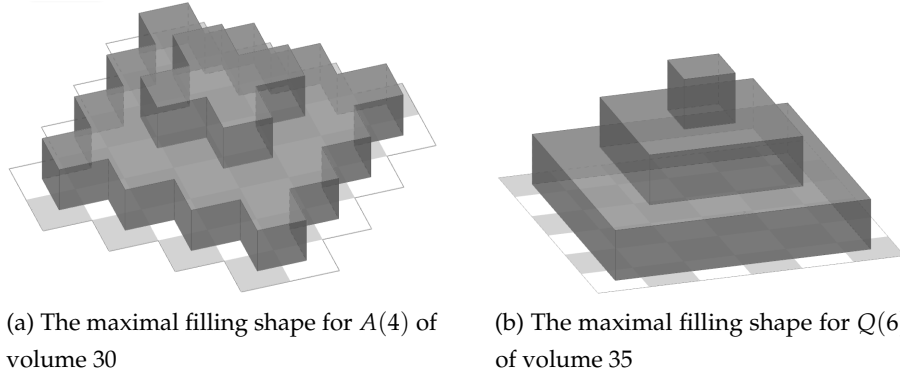 (a) The maximal filling shape for A(4) of
volume 30
(b) The maximal filling shape for Q(6
of volume 35